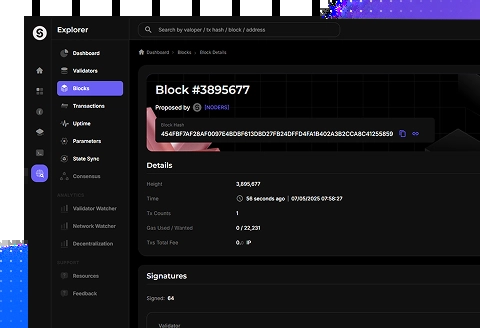 Explorer
Search by valoper / tx hash / block / address
Dashboard
Validators
Blocks
Transactions
Uptime
Parameters
State Sync
Consensus
ANALYTICS
Validator Watcher
Network Watcher
Decentralization
SUPPORT
Resources
Feedback
Dashboard > Blocks > Block Details
Block #3895677
Proposed by [NODERS]
Block Hash
454FBF7AF28AF0097E4BDBF613DBD27FB24DFFD4FA1B402A3B2CCA8C41255859
Details
Height 3,895,677
Time 56 seconds ago | 07/05/2025 07:58:27
Tx Counts 1
Gas Used / Wanted 0 / 22,231
Txs Total Fee 0.0 IP
Signatures
Signed: 64
Validator